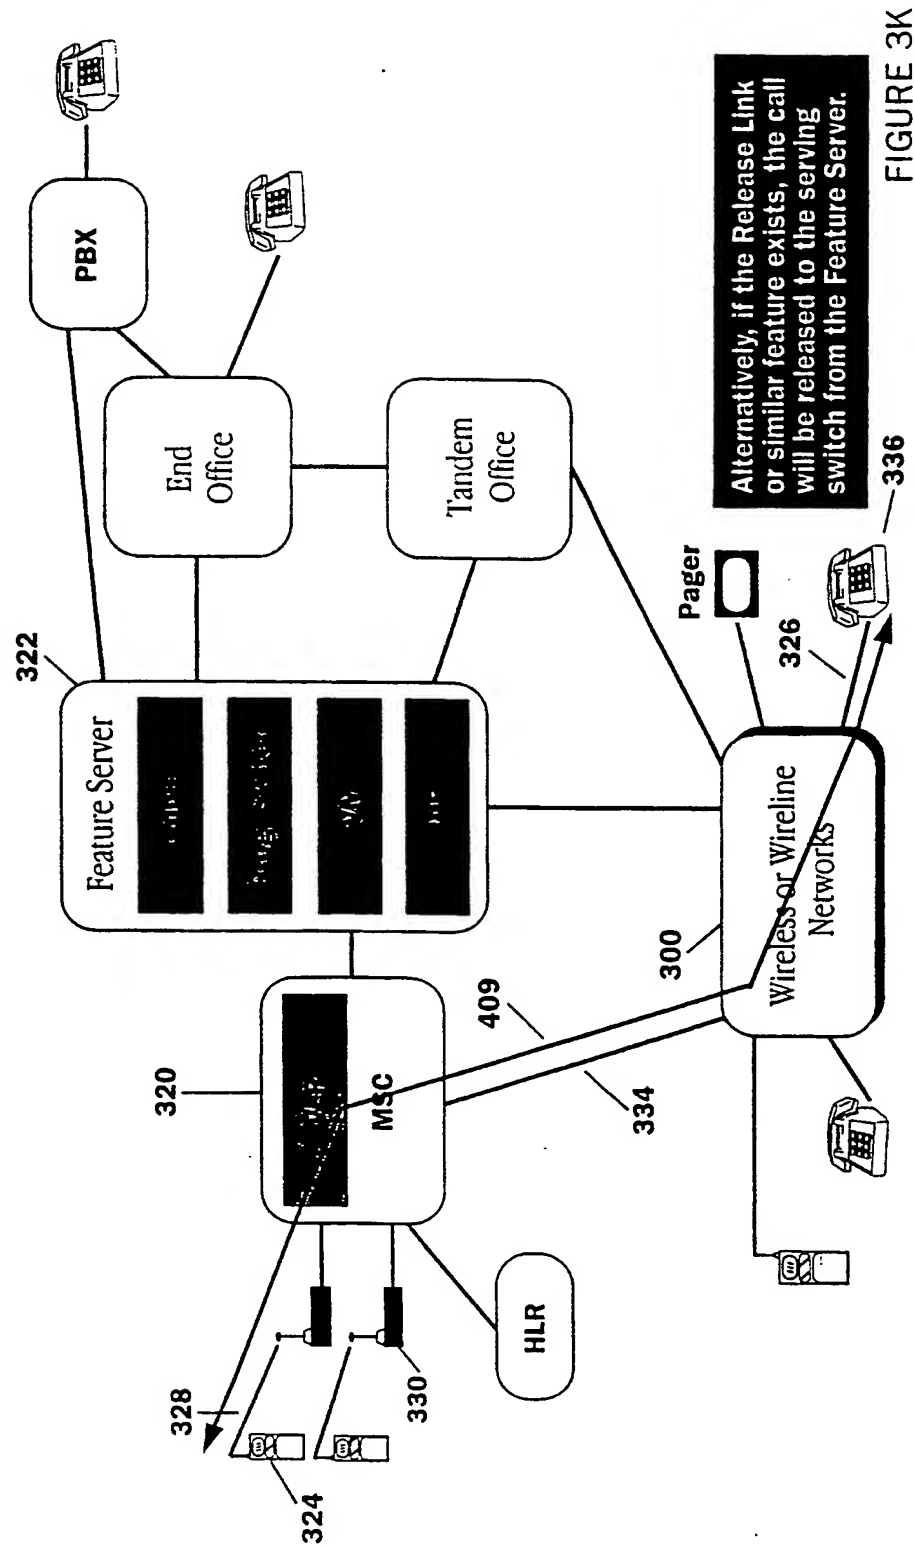 322
Feature Server
PBX
End
Office
Tandem
Office
320
MSC
328
324
330
HLR
409
334
300
Wireless or Wireline
Networks
Pager
326
336
Alternatively, if the Release Link
or similar feature exists, the call
will be released to the serving
switch from the Feature Server.
FIGURE 3K